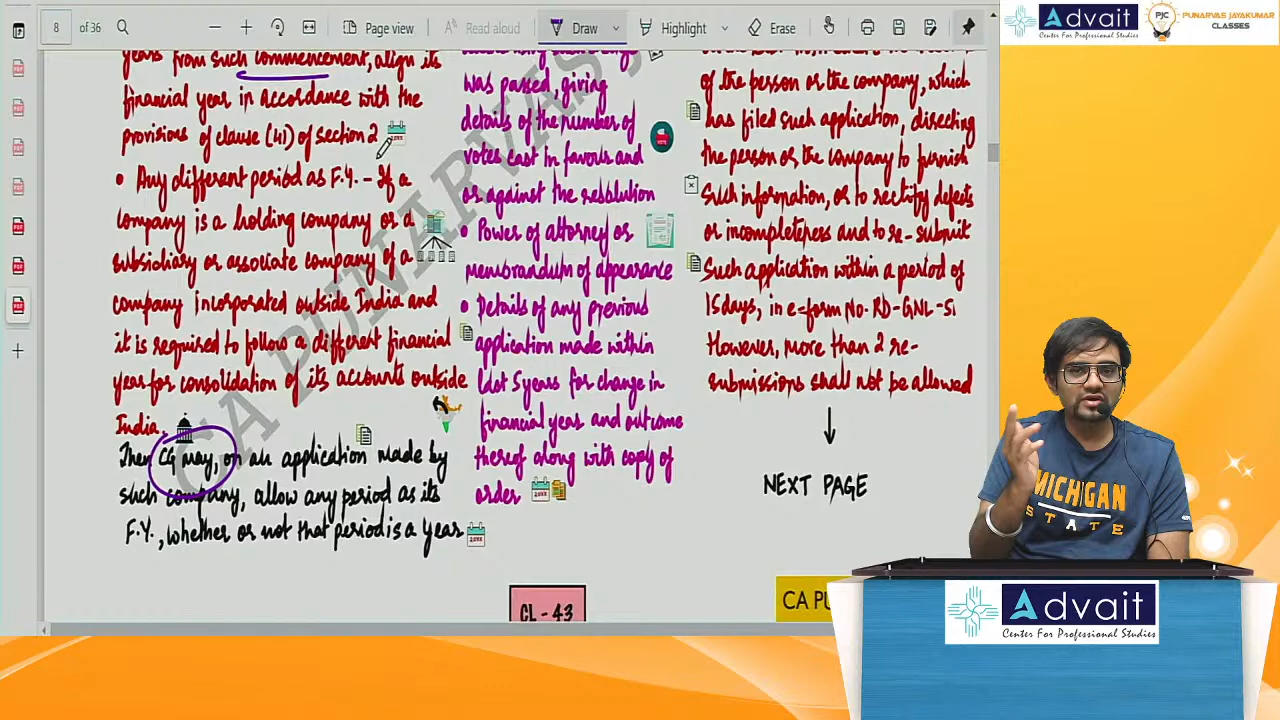 8 of 36
Page view
Read aloud
Draw
Highlight
Erase
Advait
Center For Professional Studies
PJC
PUNARVAS JAYAKUMAR
CLASSES
years from such commencement, align its
financial year in accordance with the
provisions of clause (41) of section 2
• Any different period as F.Y. - If a
company is a holding company or a
subsidiary or associate company of a
company incorporated outside India and
it is required to follow a different financial
year for consolidation of its accounts outside
India.
Then CG may, on an application made by
such company, allow any period as its
F.Y., whether or not that period is a year
was passed, giving
details of the number of
votes cast in favour and
or against the resolution
• Power of attorney or
memorandum of appearance
• Details of any previous
application made within
last 5 years for change in
financial year and outcome
thereof along with copy of
order
of the person or the company, which
has filed such application, directing
the person or the company to furnish
such information, or to rectify defects
or incompleteness and to re-submit
such application within a period of
15 days, in e-form No. RD-GNL-5.
However, more than 2 re-
submissions shall not be allowed
NEXT PAGE
CL - 43
CA PU
CA PUNARVAS J
MICHIGAN
STATE
Advait
Center For Professional Studies